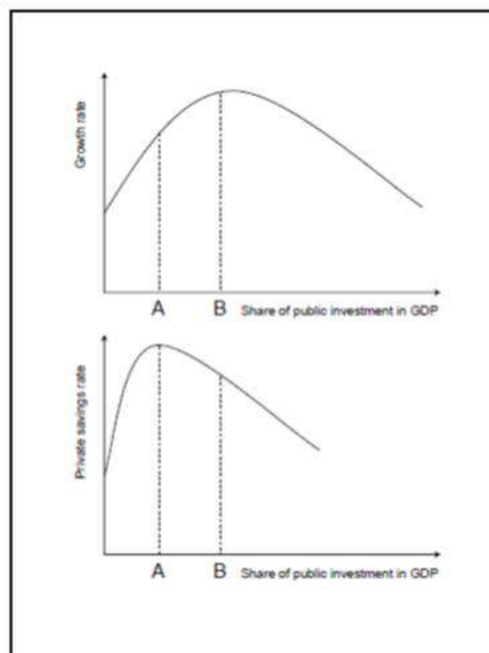 Growth rate
A B Share of public investment in GDP
Private savings rate
A B Share of public investment in GDP